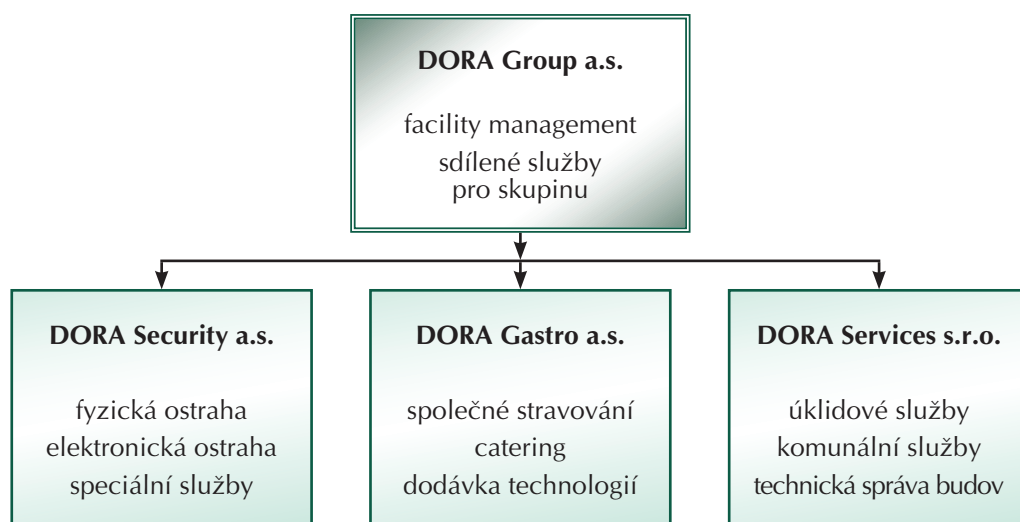 DORA Group a.s.
facility management
sdílené služby
pro skupinu
DORA Security a.s.
fyzická ostraha
elektronická ostraha
speciální služby
DORA Gastro a.s.
společné stravování
catering
dodávka technologií
DORA Services s.r.o.
úklidové služby
komunální služby
technická správa budov